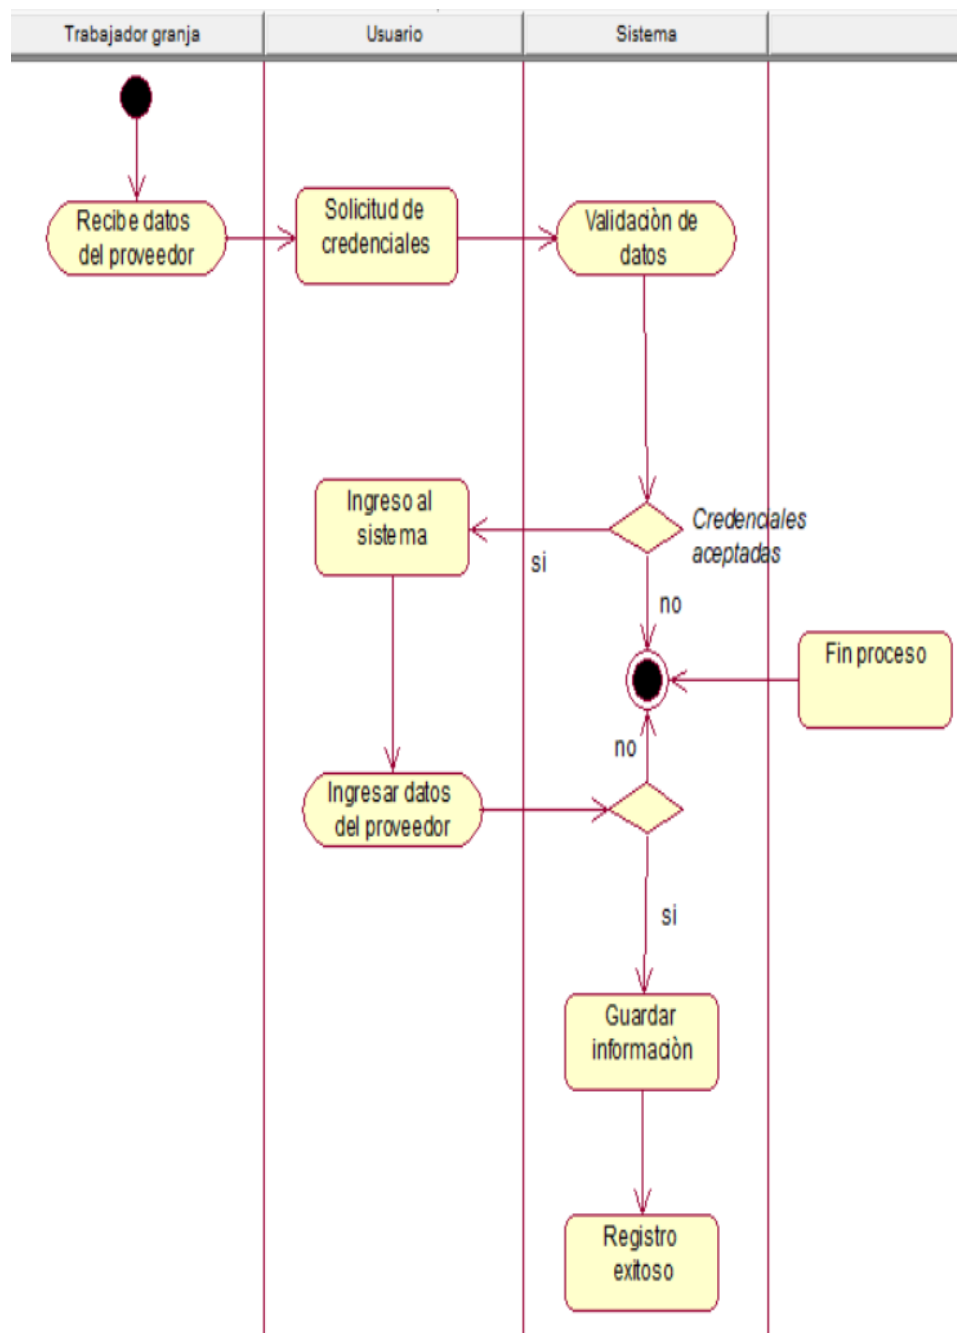 Trabajador granja
Usuario
Sistema
Recibe datos
del proveedor
Solicitud de
credenciales
Validaciòn de
datos
Ingreso al
sistema
Credenciales
aceptadas
si
no
Fin proceso
no
Ingresar datos
del proveedor
si
Guardar
informaciòn
Registro
exitoso